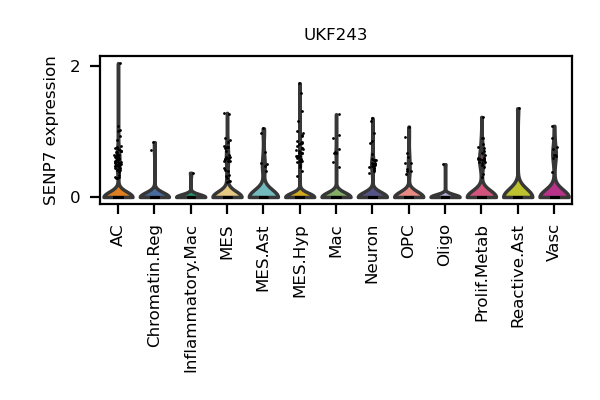 UKF243
SENP7 expression
2
0
AC
Chromatin.Reg
Inflammatory.Mac
MES
MES.Ast
MES.Hyp
Mac
Neuron
OPC
Oligo
Prolif.Metab
Reactive.Ast
Vasc